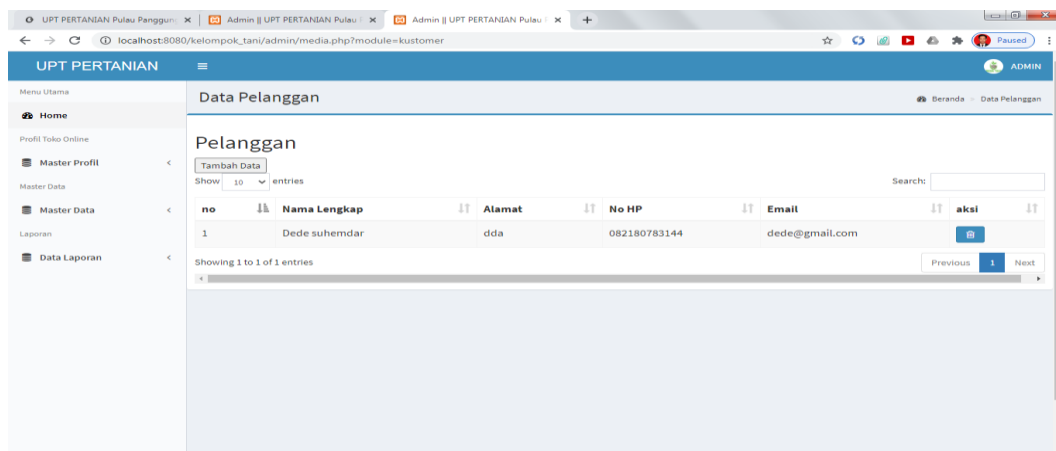 UPT PERTANIAN Pulau Panggung Admin || UPT PERTANIAN Pulau Admin || UPT PERTANIAN Pulau
localhost:8080/kelompok_tani/admin/media.php?module=kustomer Paused
UPT PERTANIAN ADMIN
Menu Utama
Home
Profil Toko Online
Master Profil
Master Data
Master Data
Laporan
Data Laporan
Data Pelanggan
Beranda Data Pelanggan
Pelanggan
Tambah Data
Show 10 entries Search:
no Nama Lengkap Alamat No HP Email aksi
1 Dede suhemdar dda 082180783144 dede@gmail.com
Showing 1 to 1 of 1 entries Previous 1 Next